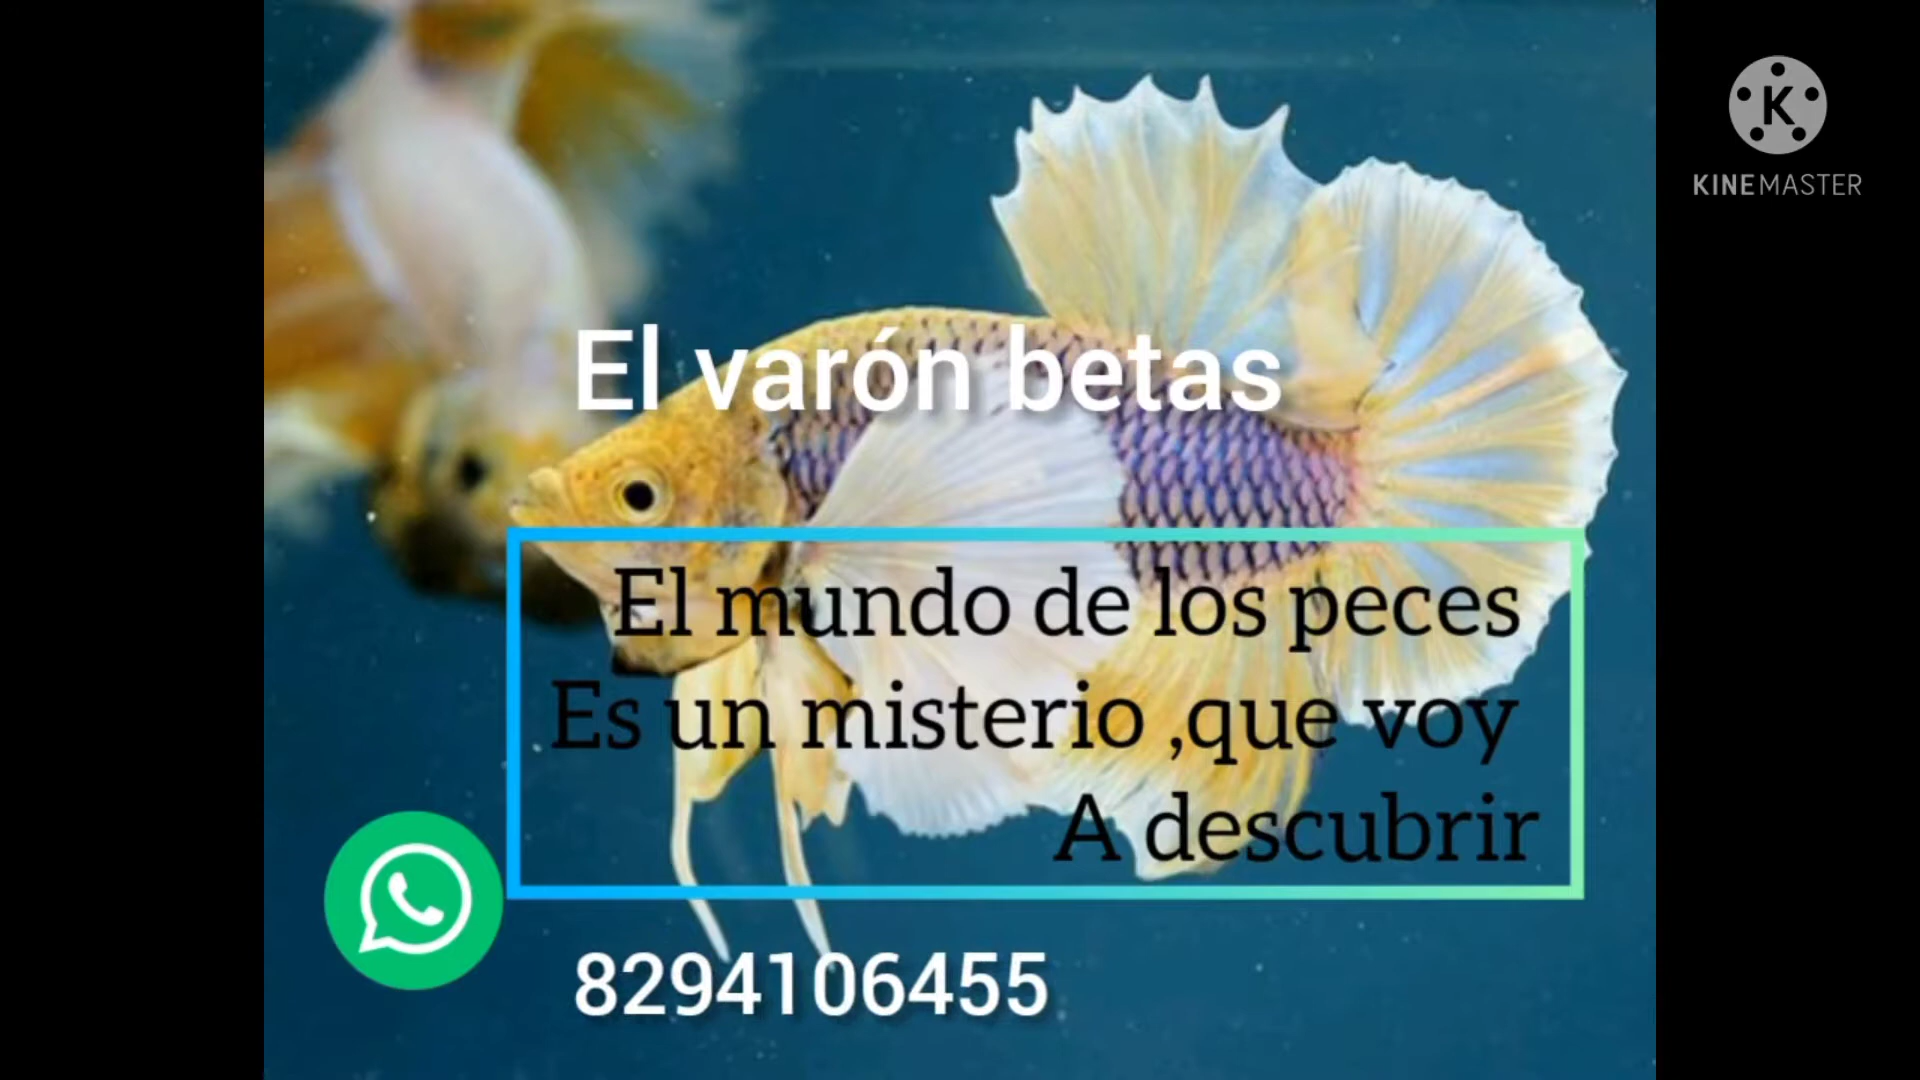 KINEMASTER
El varón betas
El mundo de los peces
Es un misterio ,que voy
A descubrir
8294106455